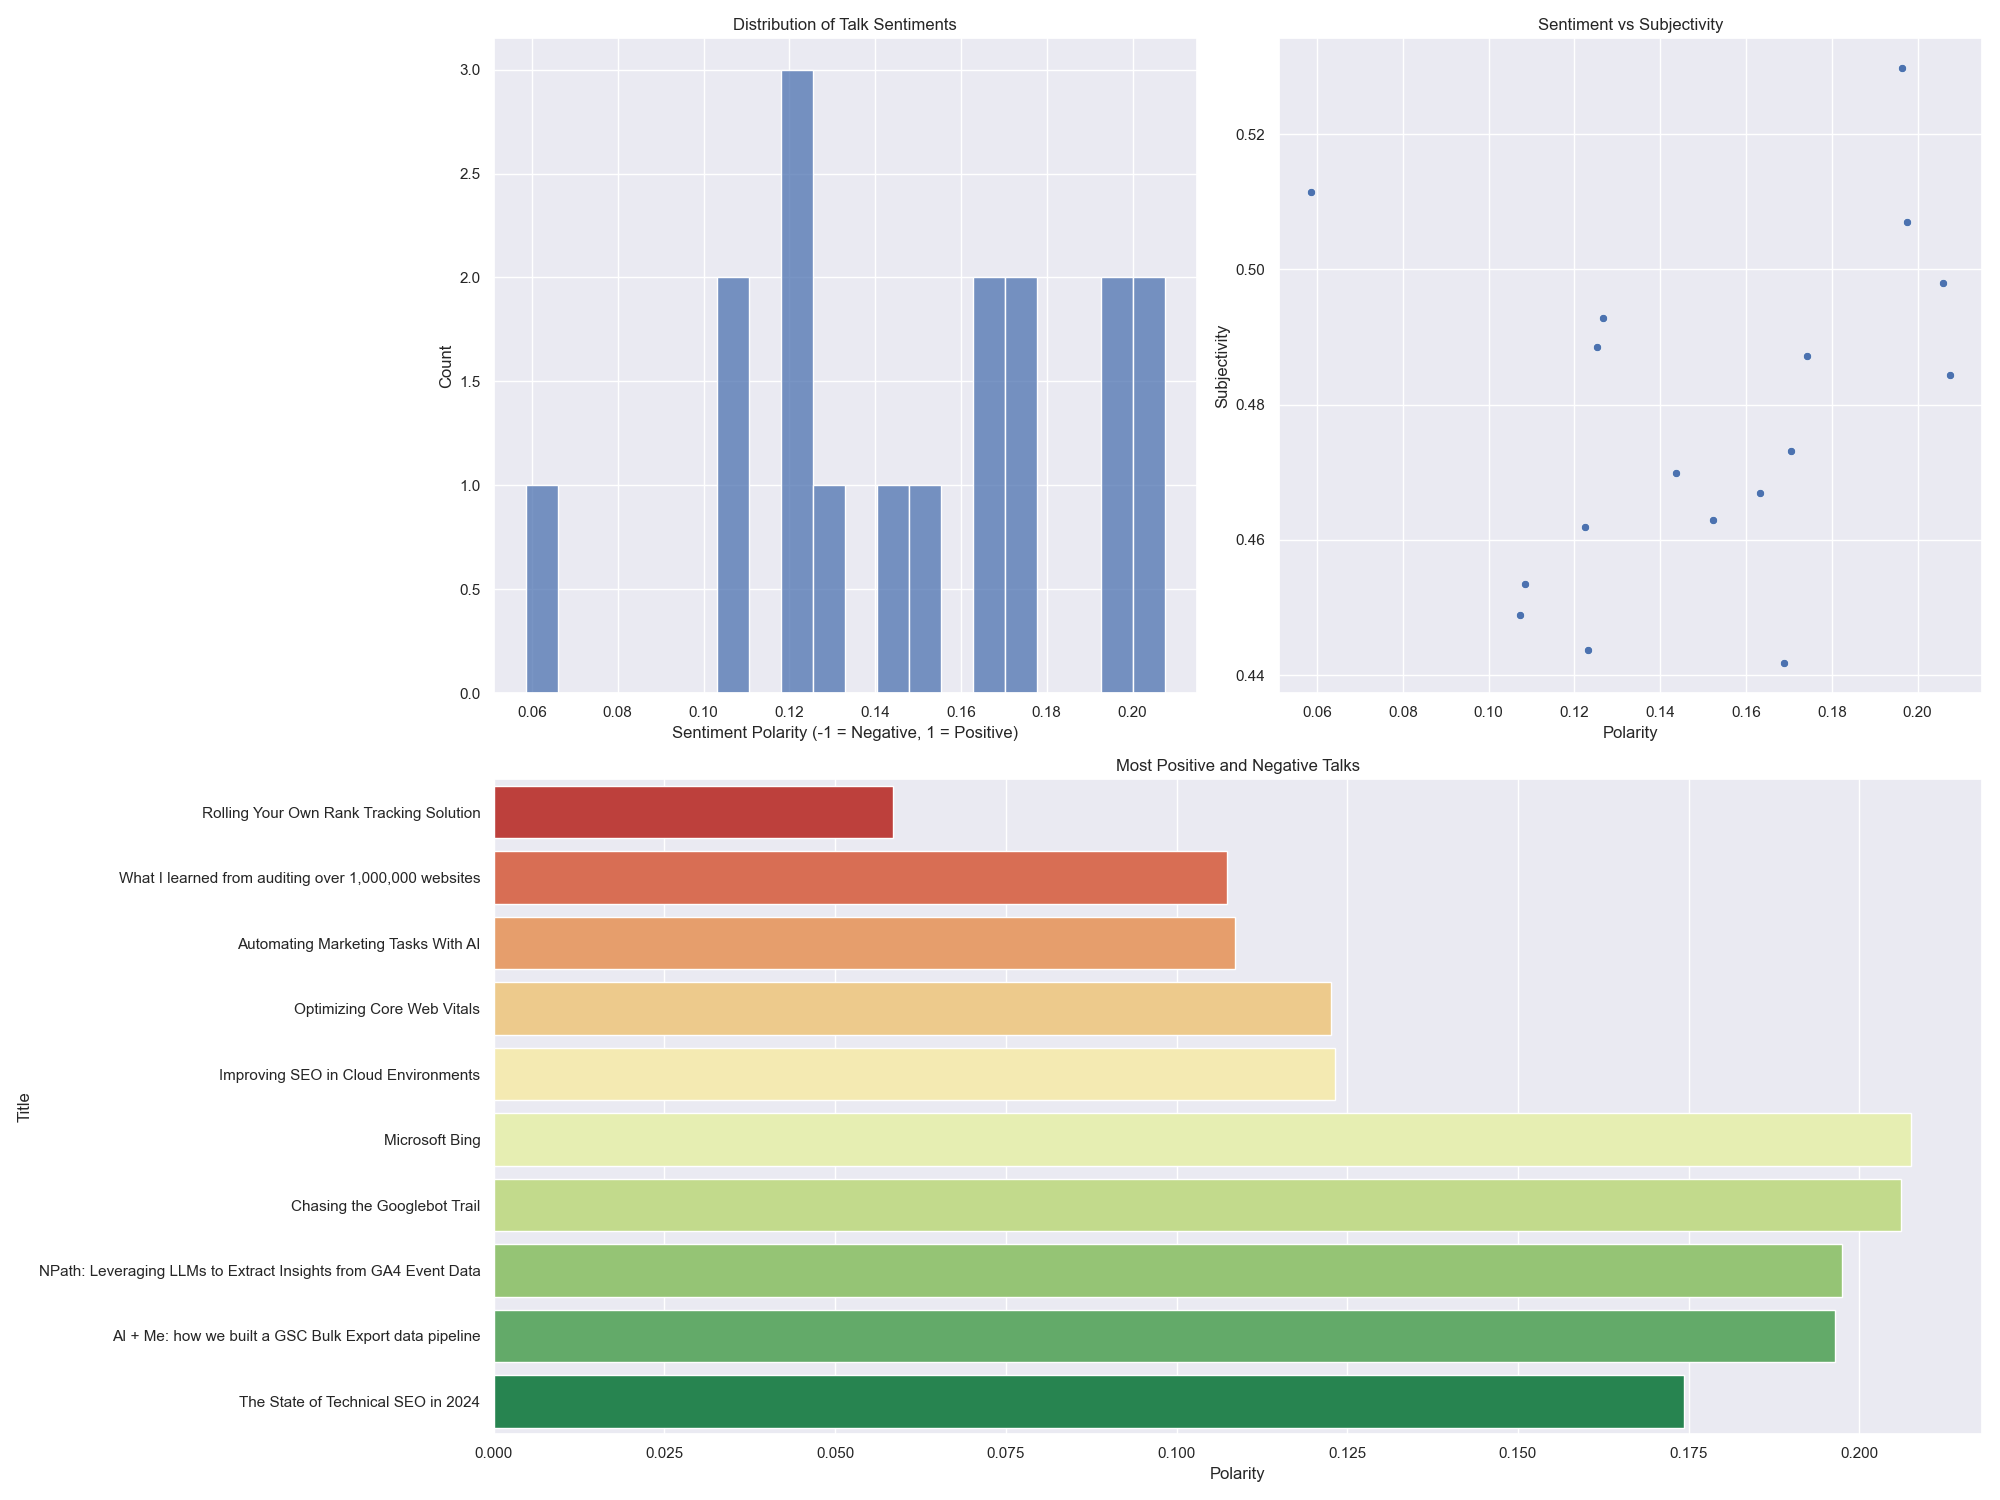 Distribution of Talk Sentiments
3.0
2.5
2.0
1.5
1.0
0.5
0.0
Count
0.06 0.08 0.10 0.12 0.14 0.16 0.18 0.20
Sentiment Polarity (-1 = Negative, 1 = Positive)
Sentiment vs Subjectivity
0.52
0.50
0.48
0.46
0.44
Subjectivity
0.06 0.08 0.10 0.12 0.14 0.16 0.18 0.20
Polarity
Most Positive and Negative Talks
Title
Rolling Your Own Rank Tracking Solution
What I learned from auditing over 1,000,000 websites
Automating Marketing Tasks With AI
Optimizing Core Web Vitals
Improving SEO in Cloud Environments
Microsoft Bing
Chasing the Googlebot Trail
NPath: Leveraging LLMs to Extract Insights from GA4 Event Data
AI + Me: how we built a GSC Bulk Export data pipeline
The State of Technical SEO in 2024
0.000 0.025 0.050 0.075 0.100 0.125 0.150 0.175 0.200
Polarity